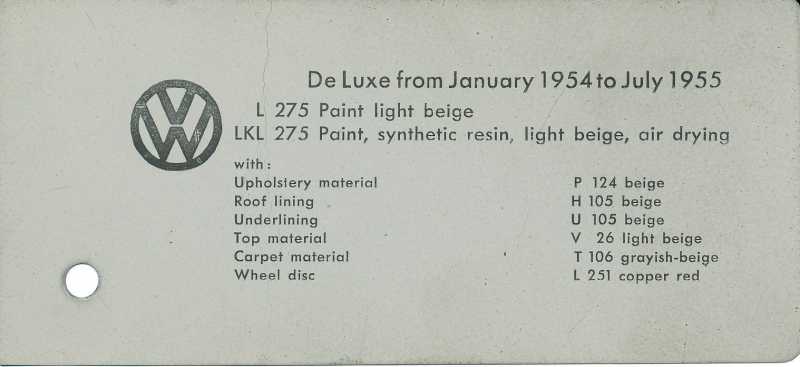 De Luxe from January 1954 to July 1955
VW
L 275 Paint light beige
LKL 275 Paint, synthetic resin, light beige, air drying
with:
Upholstery material P 124 beige
Roof lining H 105 beige
Underlining U 105 beige
Top material V 26 light beige
Carpet material T 106 grayish-beige
Wheel disc L 251 copper red